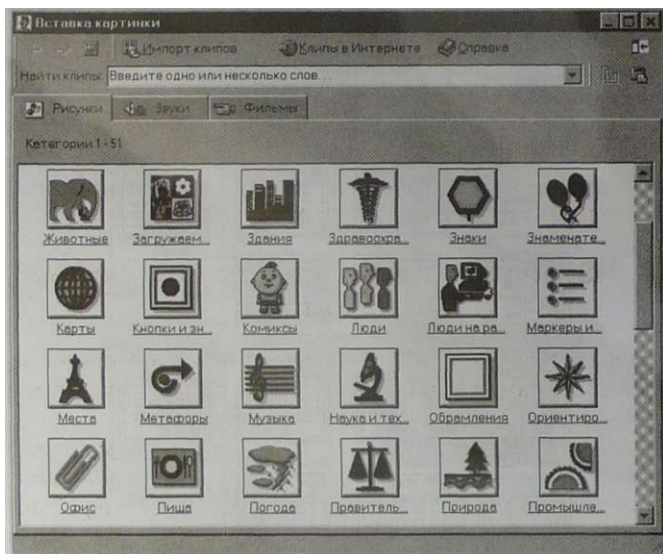 Вставка картинки
Импорт клипов Клипы в Интернете Справка
Найти клипы: Введите одно или несколько слов...
Рисунки Звуки Фильмы
Категории 1 - 51
Животные Загружаем... Здания Здравоохра... Знаки Знаменате...
Карты Кнопки и зн... Комиксы Люди Люди на ра... Маркеры и...
Места Метафоры Музыка Наука и тех... Обрамления Ориентиро...
Офис Пища Погода Правитель... Природа Промышле...